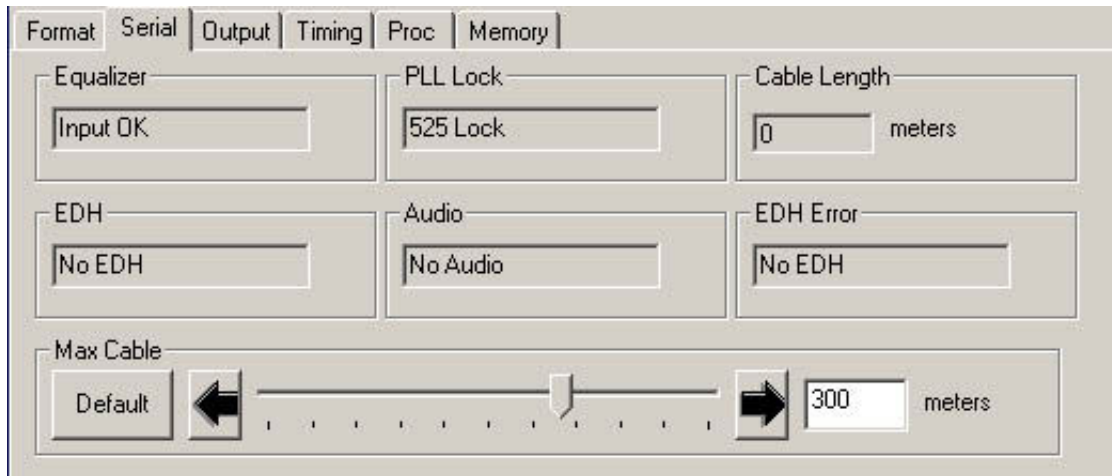 Format Serial Output Timing Proc Memory
Equalizer PLL Lock Cable Length
Input OK 525 Lock 0 meters
EDH Audio EDH Error
No EDH No Audio No EDH
Max Cable
Default 300 meters